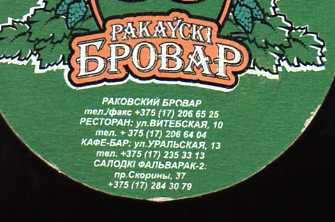 РАКАЎСКІ
БРОВАР
РАКОВСКИЙ БРОВАР
тел./факс +375 (17) 206 65 25
РЕСТОРАН: ул.ВИТЕБСКАЯ, 10
тел. + 375 (17) 206 64 04
КАФЕ-БАР: ул.УРАЛЬСКАЯ, 13
тел. +375 (17) 235 33 13
САЛОДКІ ФАЛЬВАРАК-2:
пр.Скорины, 37
+375 (17) 284 30 79